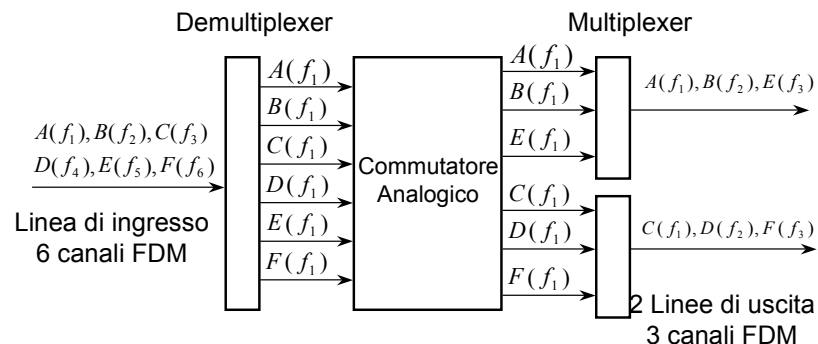 Demultiplexer
Multiplexer
A(f₁),B(f₂),C(f₃)
D(f₄),E(f₅),F(f₆)
Linea di ingresso
6 canali FDM
A(f₁)
B(f₁)
C(f₁)
D(f₁)
E(f₁)
F(f₁)
Commutatore
Analogico
A(f₁)
B(f₁)
E(f₁)
C(f₁)
D(f₁)
F(f₁)
A(f₁),B(f₂),E(f₃)
C(f₁),D(f₂),F(f₃)
2 Linee di uscita
3 canali FDM